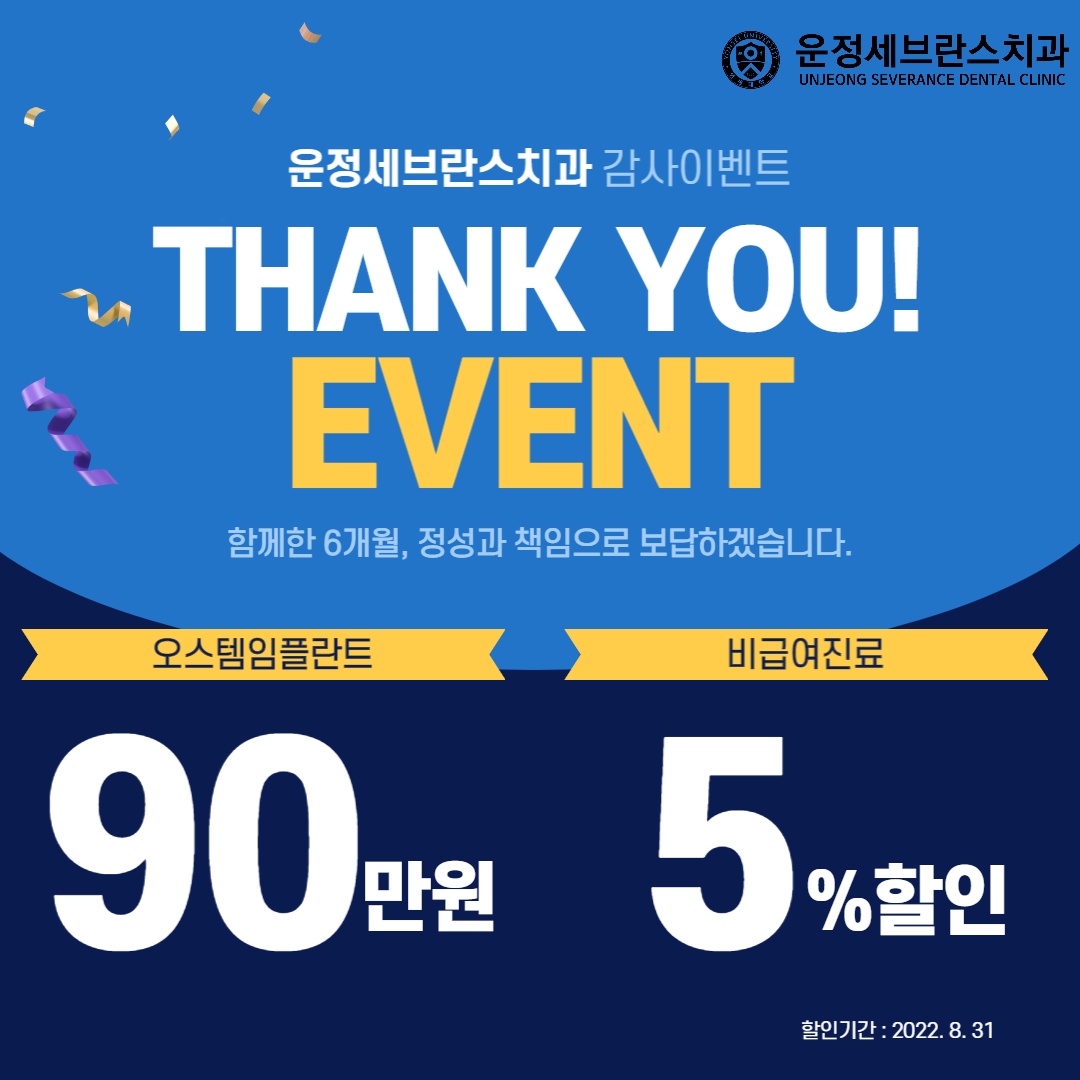 운정세브란스치과
UNJEONG SEVERANCE DENTAL CLINIC
운정세브란스치과 감사이벤트
THANK YOU!
EVENT
함께한 6개월, 정성과 책임으로 보답하겠습니다.
오스템임플란트
90만원
비급여진료
5%할인
할인기간 : 2022. 8. 31